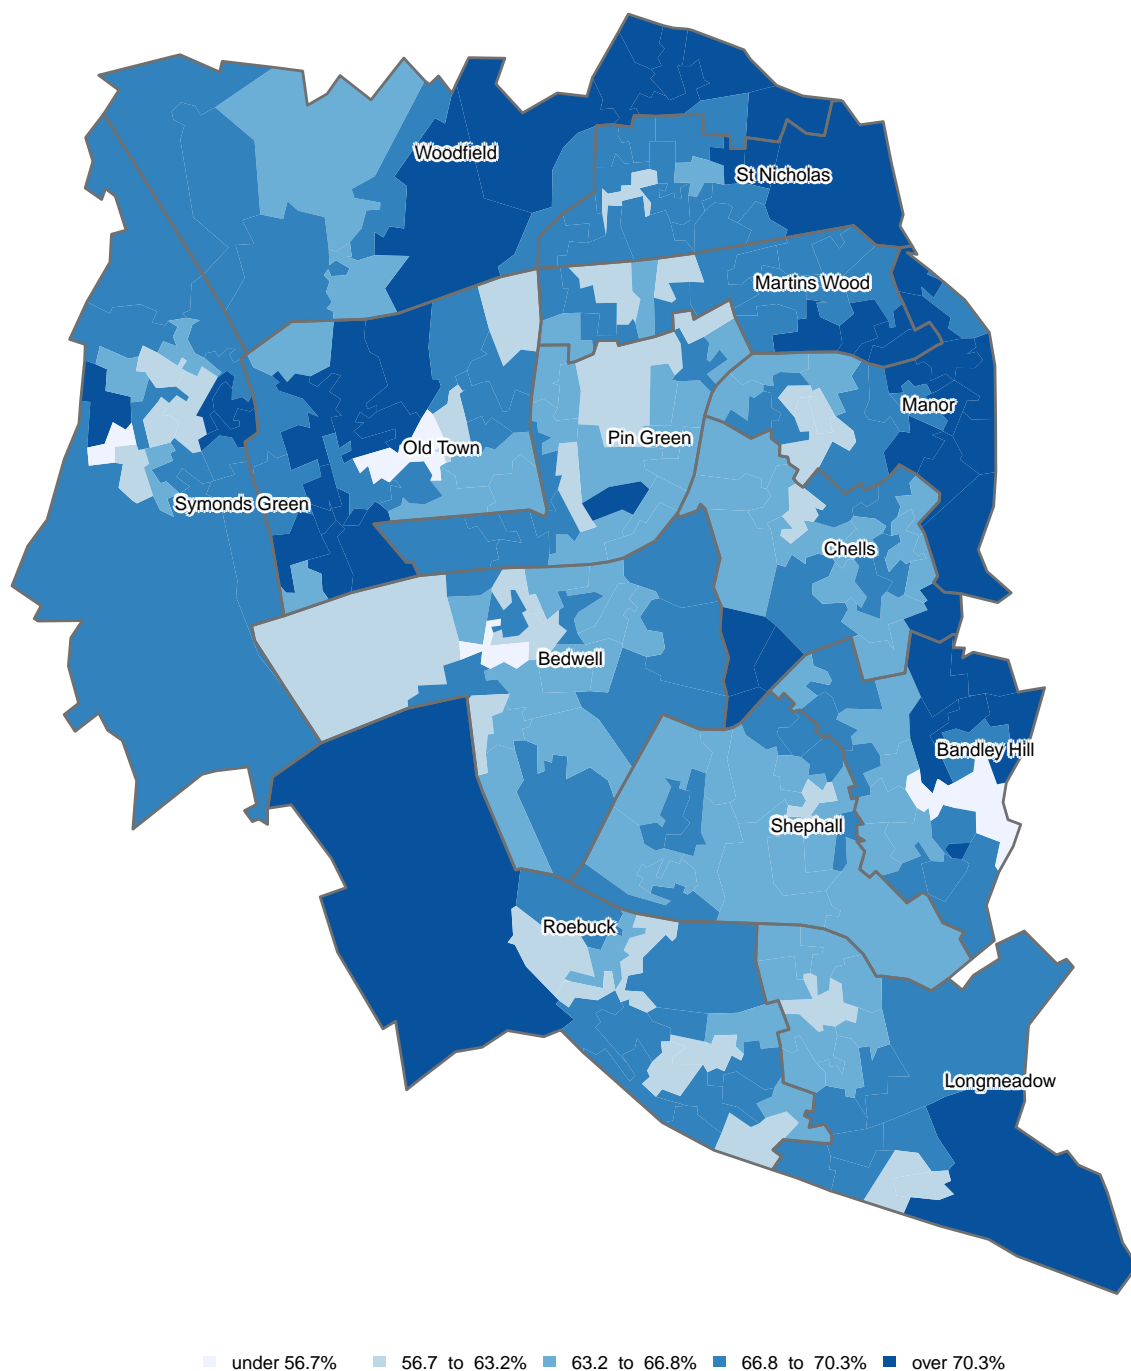 Woodfield
St Nicholas
Martins Wood
Manor
Pin Green
Old Town
Symonds Green
Chells
Bedwell
Bandley Hill
Shephall
Roebuck
Longmeadow
under 56.7% 56.7 to 63.2% 63.2 to 66.8% 66.8 to 70.3% over 70.3%